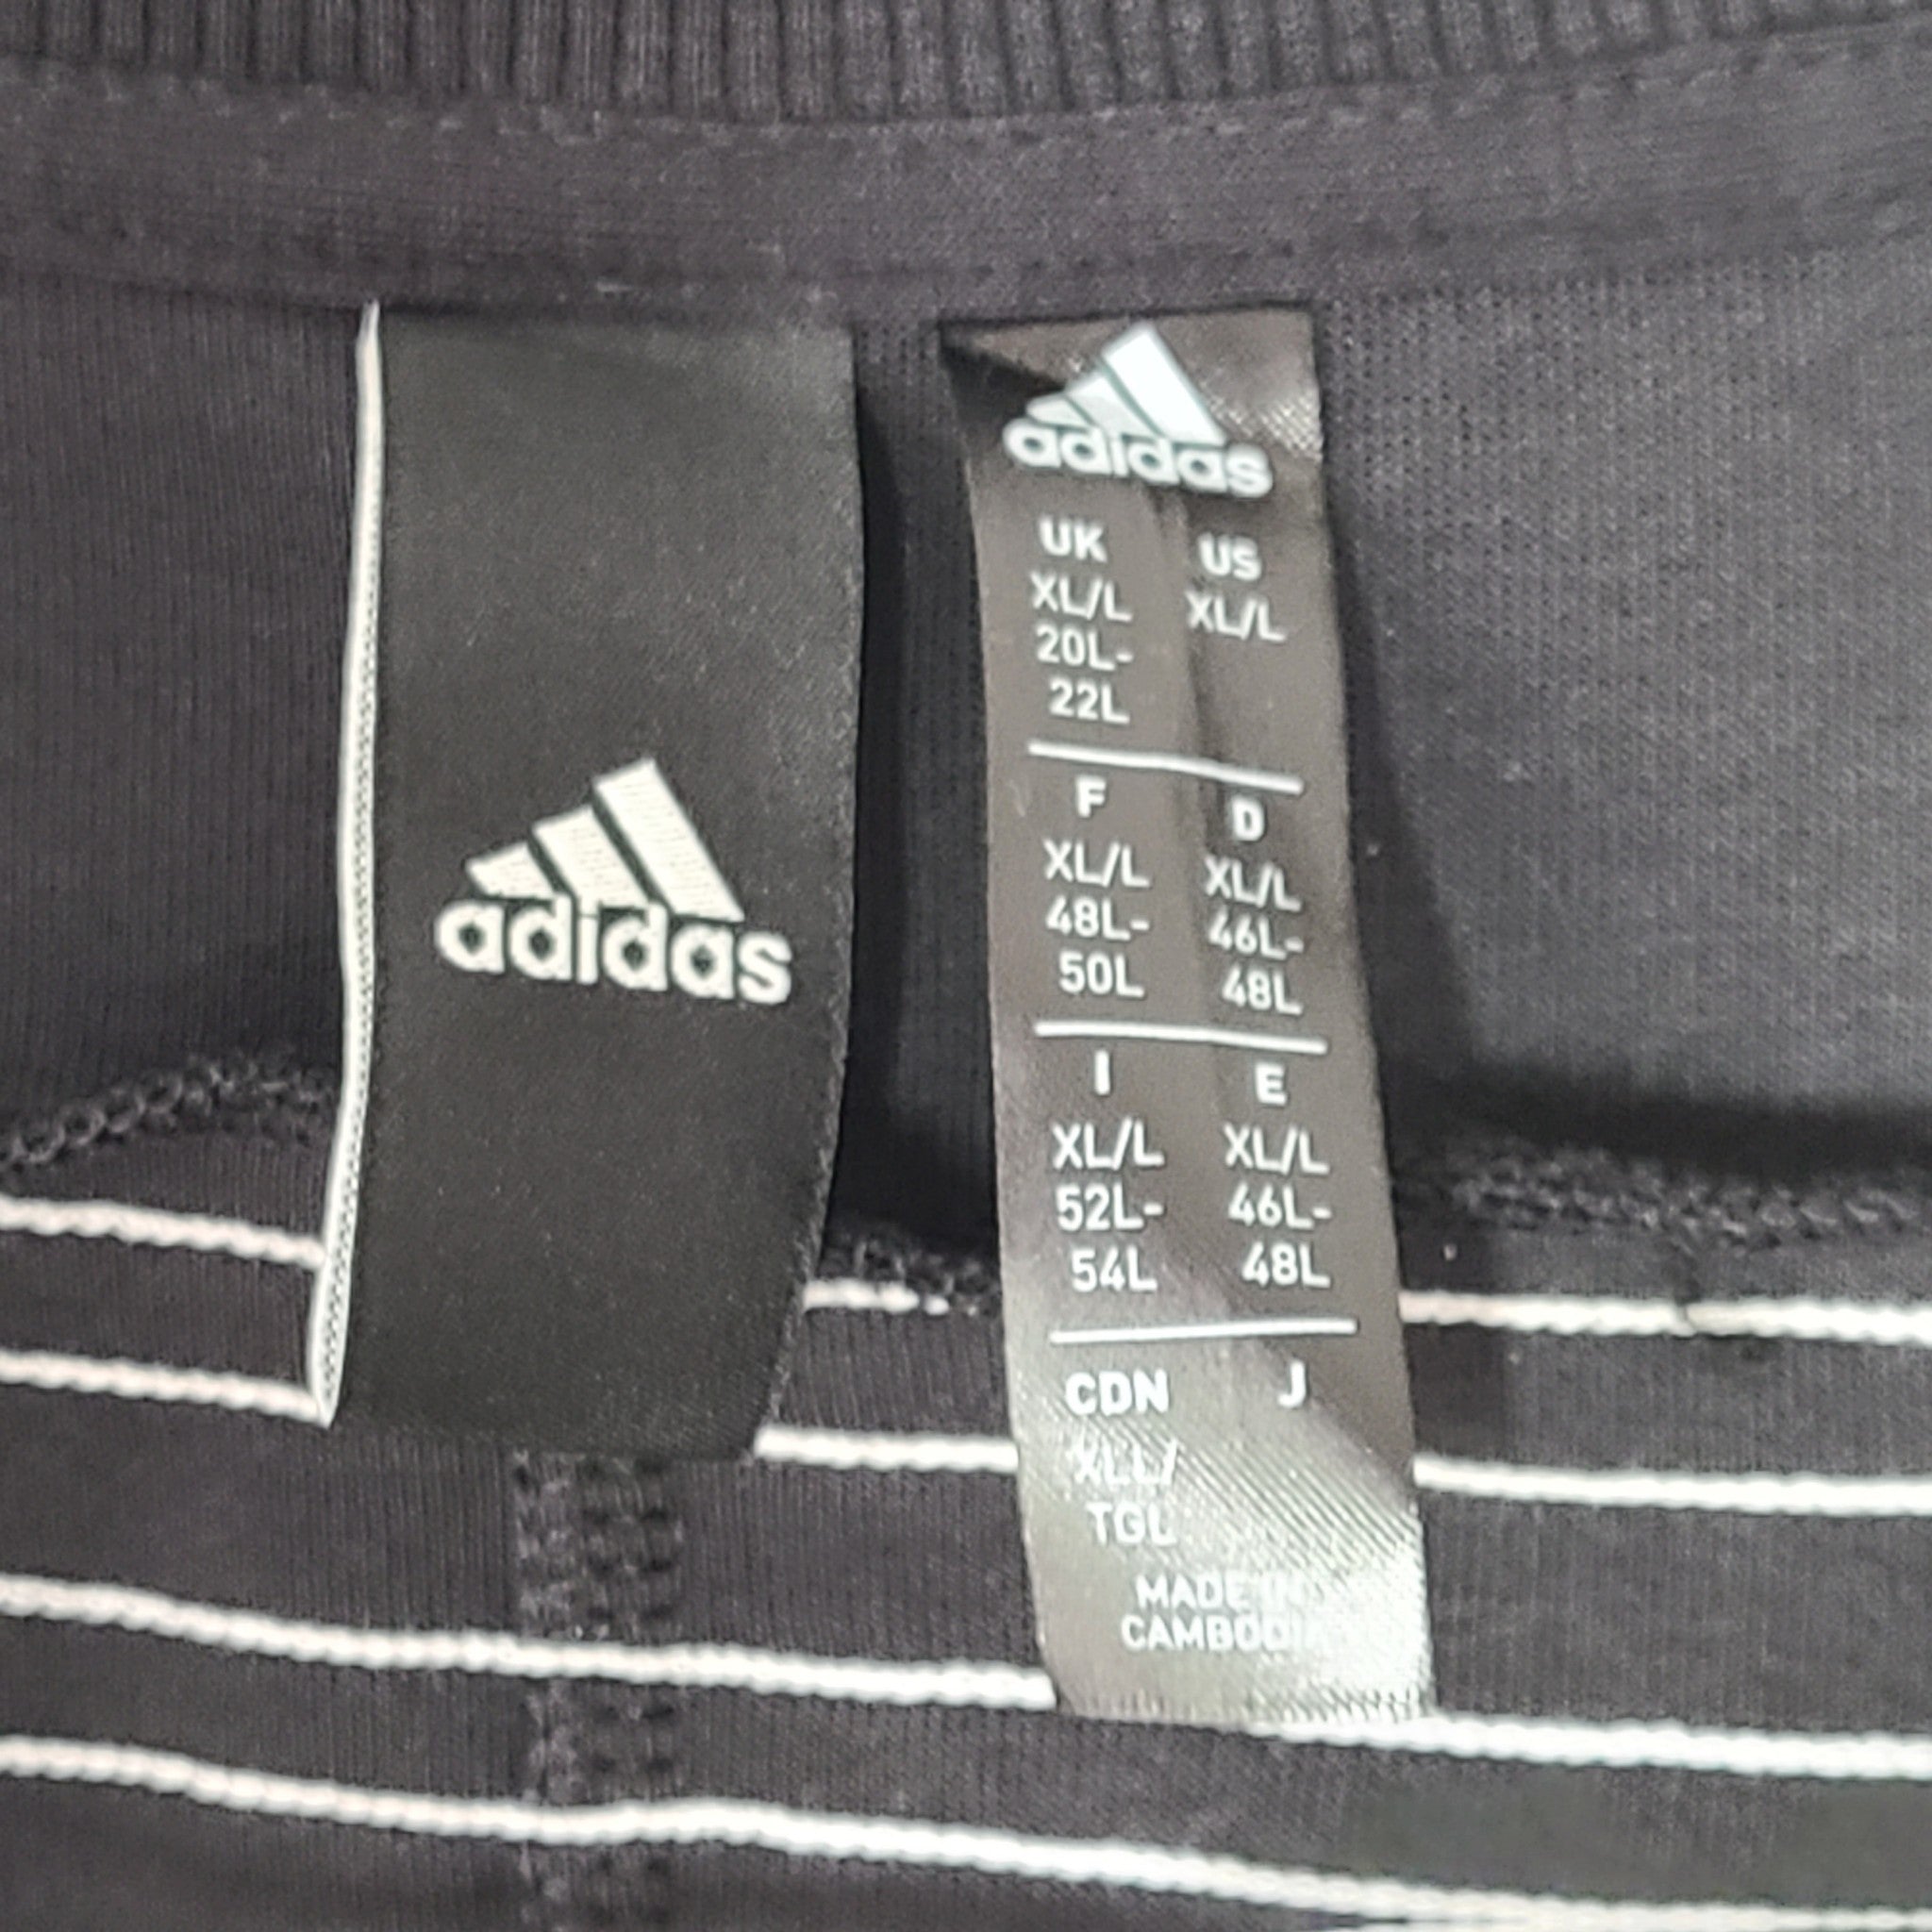 adidas
adidas
UK US
XL/L XL/L
20L-
22L
F D
XL/L XL/L
48L- 46L-
50L 48L
I E
XL/L XL/L
52L- 46L-
54L 48L
CDN J
XLL/
TGL
MADE IN
CAMBODIA